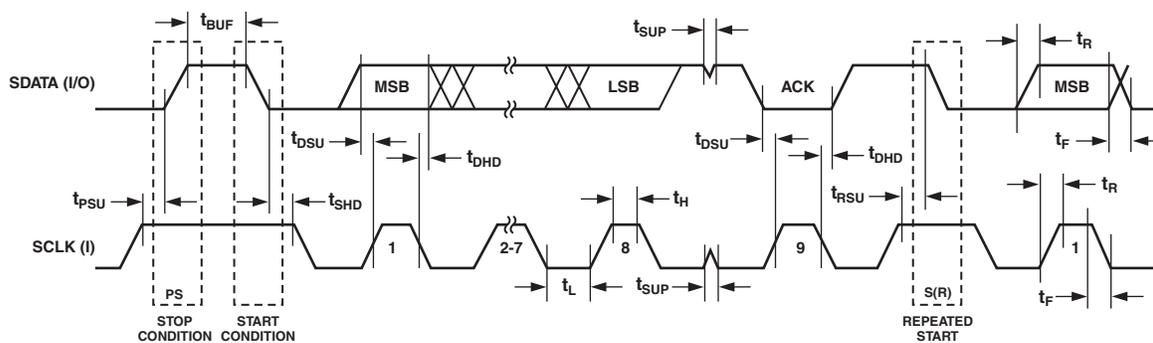 tBUF
tSUP
tR
SDATA (I/O)
MSB
LSB
ACK
MSB
tDSU
tDHD
tDSU
tDHD
tF
tPSU
tSHD
tH
tRSU
tR
SCLK (I)
1
2-7
8
9
1
tL
tSUP
tF
PS
S(R)
STOP
CONDITION
START
CONDITION
REPEATED
START